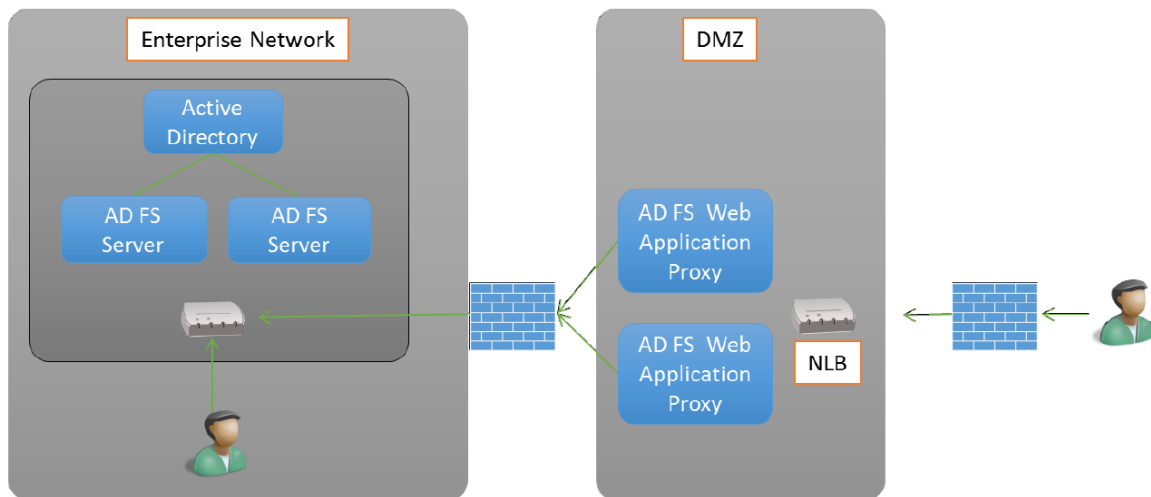 Enterprise Network
Active
Directory
AD FS
Server
AD FS
Server
DMZ
AD FS Web
Application
Proxy
AD FS Web
Application
Proxy
NLB